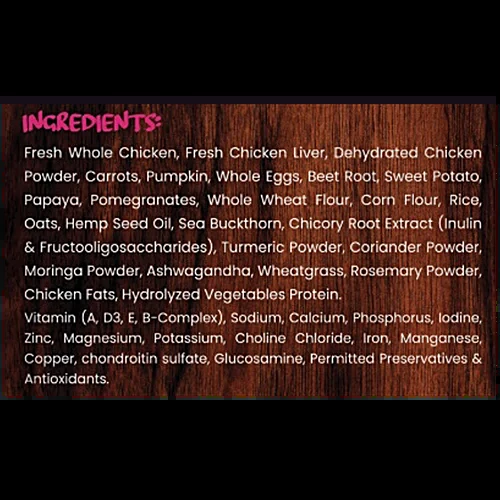 INGREDIENTS:
Fresh Whole Chicken, Fresh Chicken Liver, Dehydrated Chicken
Powder, Carrots, Pumpkin, Whole Eggs, Beet Root, Sweet Potato,
Papaya, Pomegranates, Whole Wheat Flour, Corn Flour, Rice,
Oats, Hemp Seed Oil, Sea Buckthorn, Chicory Root Extract (Inulin
& Fructooligosaccharides), Turmeric Powder, Coriander Powder,
Moringa Powder, Ashwagandha, Wheatgrass, Rosemary Powder,
Chicken Fats, Hydrolyzed Vegetables Protein.
Vitamin (A, D3, E, B-Complex), Sodium, Calcium, Phosphorus, Iodine,
Zinc, Magnesium, Potassium, Choline Chloride, Iron, Manganese,
Copper, chondroitin sulfate, Glucosamine, Permitted Preservatives &
Antioxidants.